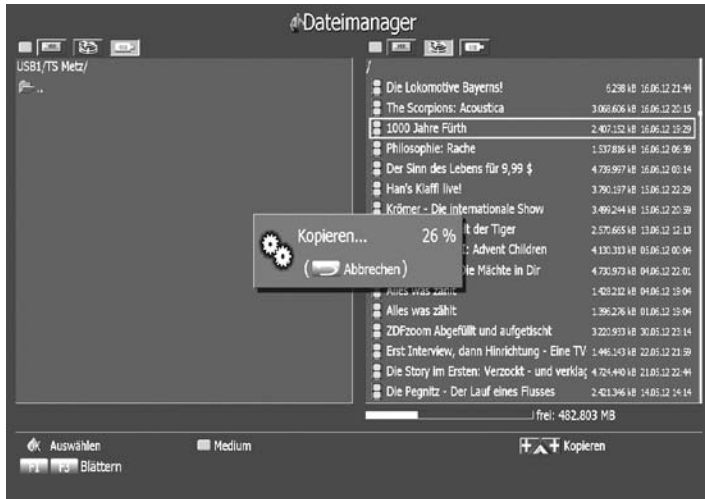 Dateimanager
USB1/TS Metz/
..
/
Die Lokomotive Bayerns! 6.298 kB 16.06.12 21:44
The Scorpions: Acoustica 3.068.606 kB 16.06.12 20:15
1000 Jahre Fürth 2.407.152 kB 16.06.12 19:29
Philosophie: Rache 1.537.816 kB 16.06.12 06:39
Der Sinn des Lebens für 9,99 $ 4.739.997 kB 16.06.12 03:14
Han's Klaffl live! 3.790.197 kB 15.06.12 22:29
Krömer - Die internationale Show 3.499.244 kB 15.06.12 20:59
t der Tiger 2.570.665 kB 13.06.12 12:13
: Advent Children 4.130.313 kB 05.06.12 00:04
Die Mächte in Dir 4.730.973 kB 04.06.12 22:01
Alles was zählt 1.428.212 kB 04.06.12 19:04
Alles was zählt 1.396.276 kB 01.06.12 19:04
ZDFzoom Abgefüllt und aufgetischt 3.220.933 kB 30.05.12 23:14
Erst Interview, dann Hinrichtung - Eine TV 1.446.143 kB 22.05.12 21:59
Die Story im Ersten: Verzockt - und verklag 4.724.440 kB 21.05.12 22:44
Die Pegnitz - Der Lauf eines Flusses 2.421.346 kB 14.05.12 14:14
Kopieren... 26 %
( Abbrechen )
frei: 482.803 MB
OK Auswählen
Medium
Kopieren
F1 F3 Blättern